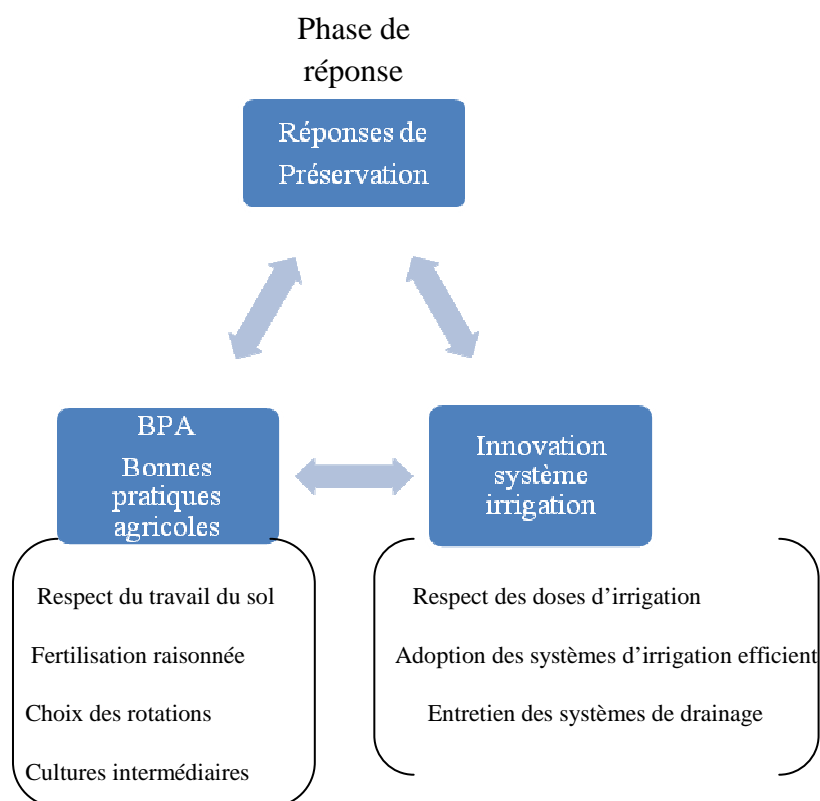 Phase de
réponse
Réponses de
Préservation
BPA
Bonnes
pratiques
agricoles
Respect du travail du sol
Fertilisation raisonnée
Choix des rotations
Cultures intermédiaires
Innovation
système
irrigation
Respect des doses d’irrigation
Adoption des systèmes d’irrigation efficient
Entretien des systèmes de drainage